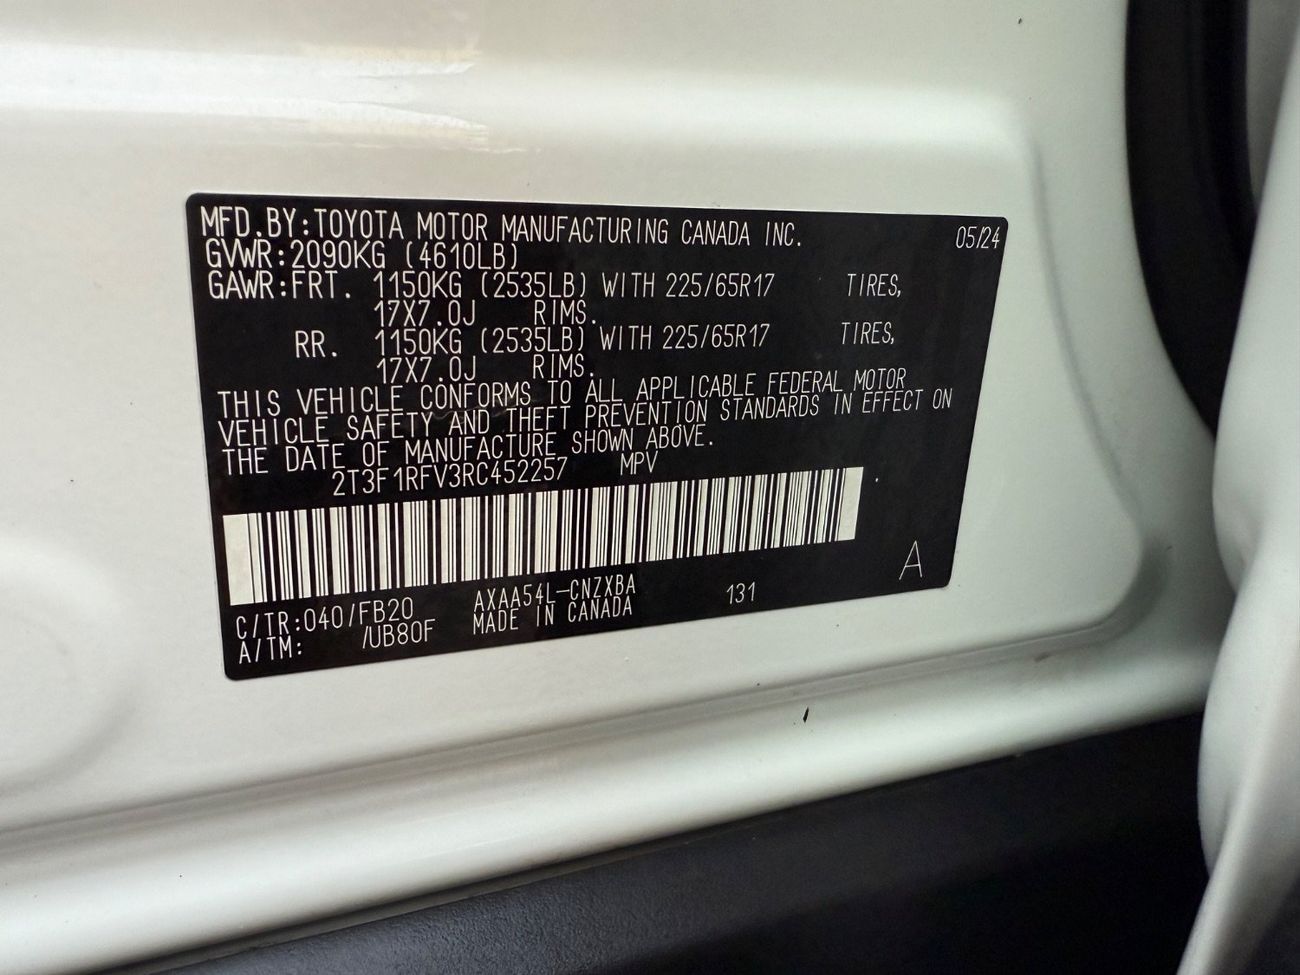 MFD.BY:TOYOTA MOTOR MANUFACTURING CANADA INC. 05/24
GVWR:2090KG (4610LB)
GAWR:FRT. 1150KG (2535LB) WITH 225/65R17 TIRES,
17X7.0J RIMS.
RR. 1150KG (2535LB) WITH 225/65R17 TIRES,
17X7.0J RIMS.
THIS VEHICLE CONFORMS TO ALL APPLICABLE FEDERAL MOTOR
VEHICLE SAFETY AND THEFT PREVENTION STANDARDS IN EFFECT ON
THE DATE OF MANUFACTURE SHOWN ABOVE.
2T3F1RFV3RC452257 MPV
C/TR:040/FB20 AXAA54L-CNZXBA 131 A
A/TM: /UB80F MADE IN CANADA